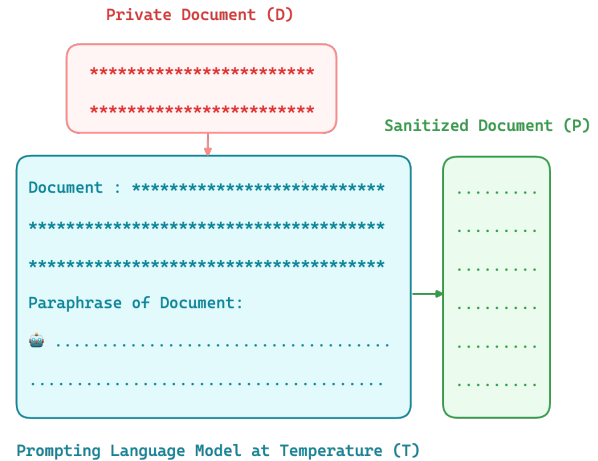 Private Document (D)
************************
************************
Sanitized Document (P)
Document : ***************************
**************************************
**************************************
Paraphrase of Document:
....................................
......................................
.........
.........
.........
.........
.........
.........
Prompting Language Model at Temperature (T)